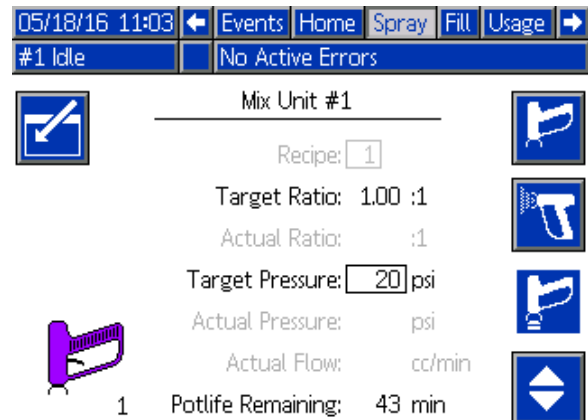 05/18/16 11:03 Events Home Spray Fill Usage
#1 Idle No Active Errors
Mix Unit #1
Recipe: 1
Target Ratio: 1.00 :1
Actual Ratio: :1
Target Pressure: 20 psi
Actual Pressure: psi
Actual Flow: cc/min
1 Potlife Remaining: 43 min